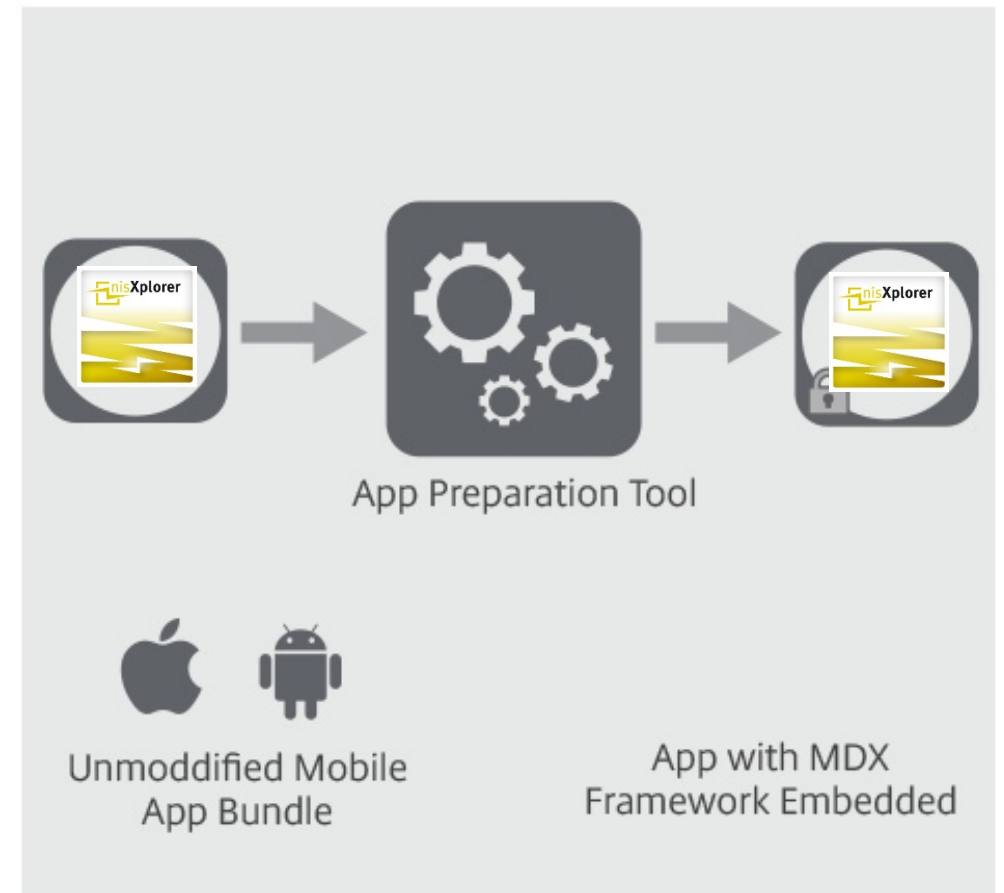 nisXplorer
nisXplorer
App Preparation Tool
Unmoddified Mobile
App Bundle
App with MDX
Framework Embedded